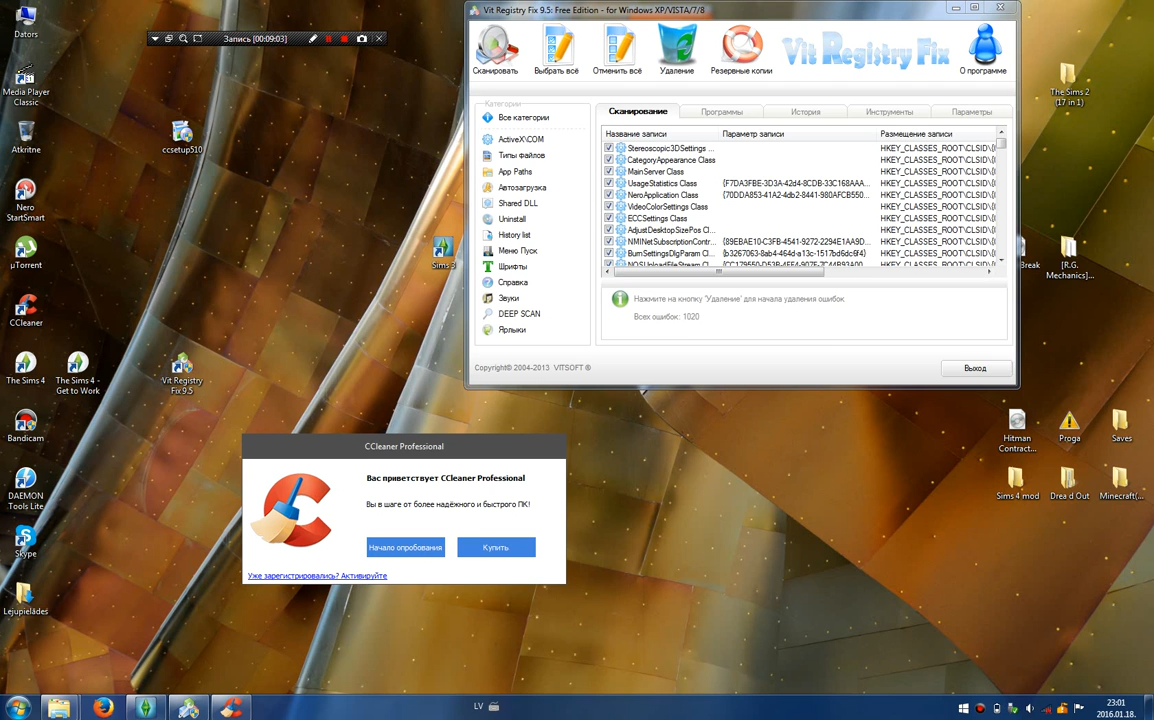 Vit Registry Fix 9.5: Free Edition - for Windows XP/VISTA/7/8
Сканировать
Выбрать всё
Отменить всё
Удаление
Резервные копии
Vit Registry Fix
О программе
Категории
Все категории
ActiveX\COM
Типы файлов
App Paths
Автозагрузка
Shared DLL
Uninstall
History list
Меню Пуск
Шрифты
Справка
Звуки
DEEP SCAN
Ярлыки
Сканирование
Программы
История
Инструменты
Параметры
Название записи
Параметр записи
Размещение записи
Stereoscopic3DSettings ...
HKEY_CLASSES_ROOT\CLSID\{
CategoryAppearance Class
HKEY_CLASSES_ROOT\CLSID\{
MainServer Class
HKEY_CLASSES_ROOT\CLSID\{
UsageStatistics Class
{F7DA3FBE-3D3A-42d4-8CDB-33C168AAA...
HKEY_CLASSES_ROOT\CLSID\{
NeroApplication Class
{70DDA853-41A2-4db2-8441-980AFCB550...
HKEY_CLASSES_ROOT\CLSID\{
VideoColorSettings Class
HKEY_CLASSES_ROOT\CLSID\{
ECCSettings Class
HKEY_CLASSES_ROOT\CLSID\{
AdjustDesktopSizePos Cl...
HKEY_CLASSES_ROOT\CLSID\{
NMINetSubscriptionContr...
{89EBAE10-C3FB-4541-9272-2294E1AA9D...
HKEY_CLASSES_ROOT\CLSID\{
BurnSettingsDlgParam Cl...
{b3267063-8ab4-464d-a13c-1517bd6dc6f4}
HKEY_CLASSES_ROOT\CLSID\{
Нажмите на кнопку "Удаление" для начала удаления ошибок
Всех ошибок: 1020
Copyright© 2004-2013 VITSOFT ®
Выход
Запись [00:09:03]
Dators
Media Player
Classic
Atkritne
ccsetup510
Nero
StartSmart
µTorrent
Sims 3
CCleaner
The Sims 4
The Sims 4 -
Get to Work
Vit Registry
Fix 9.5
Bandicam
DAEMON
Tools Lite
Skype
Lejupielādes
The Sims 2
(17 in 1)
Break
[R.G.
Mechanics]...
Hitman
Contract...
Proga
Saves
Sims 4 mod
Drea d Out
Minecraft(...
CCleaner Professional
Вас приветствует CCleaner Professional
Вы в шаге от более надёжного и быстрого ПК!
Начало опробования
Купить
Уже зарегистрировались? Активируйте
LV
23:01
2016.01.18.